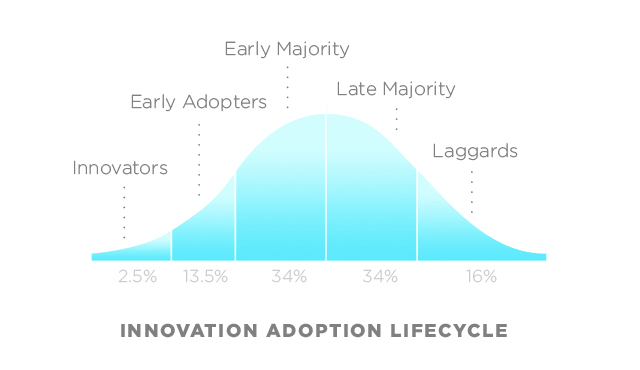 Early Majority
Late Majority
Early Adopters
Laggards
Innovators
2.5% 13.5% 34% 34% 16%
INNOVATION ADOPTION LIFECYCLE